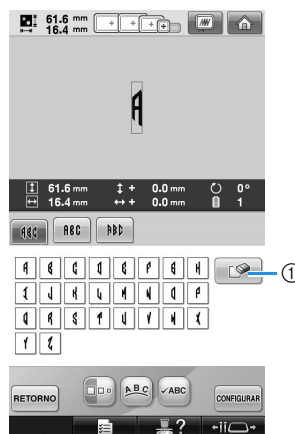 61.6 mm
16.4 mm
A
61.6 mm + 0.0 mm 0°
16.4 mm + 0.0 mm 1
ABC ABC ABC
A B C D E F G H
I J K L M N O P
Q R S T U V W X
Y Z
1
RETORNO ABC ✓ABC CONFIGURAR
?